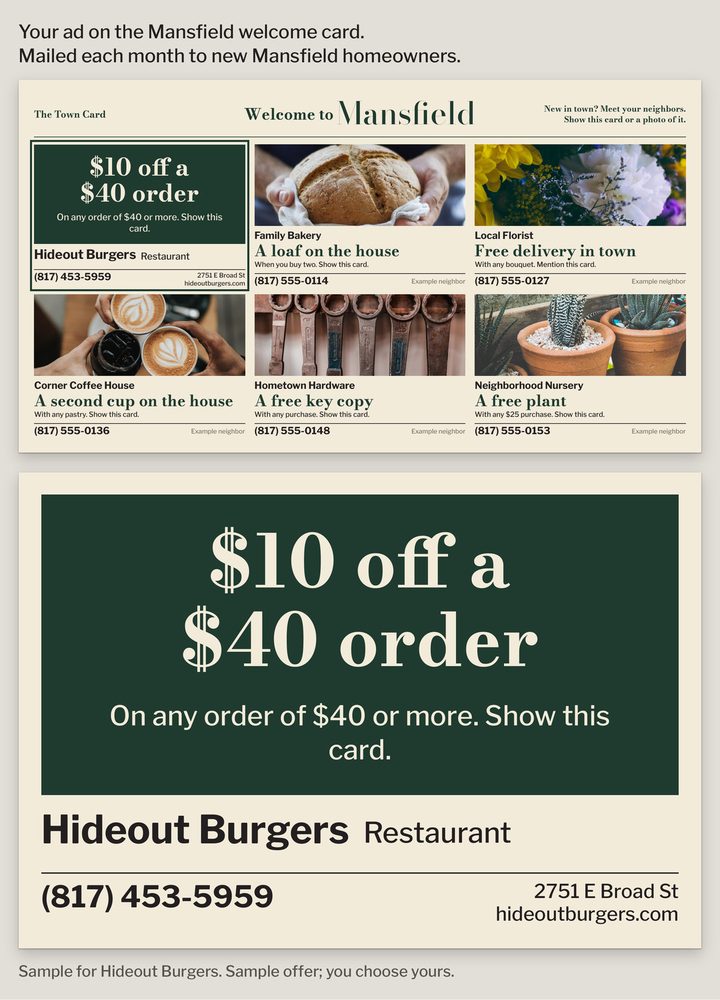 Your ad on the Mansfield welcome card.
Mailed each month to new Mansfield homeowners.
The Town Card
Welcome to Mansfield
New in town? Meet your neighbors.
Show this card or a photo of it.
$10 off a
$40 order
On any order of $40 or more. Show this
card.
Hideout Burgers Restaurant
(817) 453-5959
2751 E Broad St
hideoutburgers.com
Family Bakery
A loaf on the house
When you buy two. Show this card.
(817) 555-0114
Example neighbor
Local Florist
Free delivery in town
With any bouquet. Mention this card.
(817) 555-0127
Example neighbor
Corner Coffee House
A second cup on the house
With any pastry. Show this card.
(817) 555-0136
Example neighbor
Hometown Hardware
A free key copy
With any purchase. Show this card.
(817) 555-0148
Example neighbor
Neighborhood Nursery
A free plant
With any $25 purchase. Show this card.
(817) 555-0153
Example neighbor
$10 off a
$40 order
On any order of $40 or more. Show this
card.
Hideout Burgers Restaurant
(817) 453-5959
2751 E Broad St
hideoutburgers.com
Sample for Hideout Burgers. Sample offer; you choose yours.